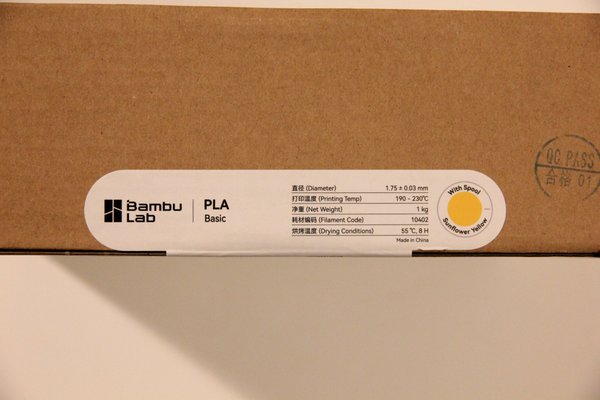 Bambu
Lab
PLA
Basic
直径 (Diameter) 1.75 ± 0.03 mm
打印温度 (Printing Temp) 190 - 230℃
净重 (Net Weight) 1 kg
耗材编码 (Filament Code) 10402
烘烤温度 (Drying Conditions) 55 ℃, 8 H
Made in China
With Spool
Sunflower Yellow
QC PASS
合格 01